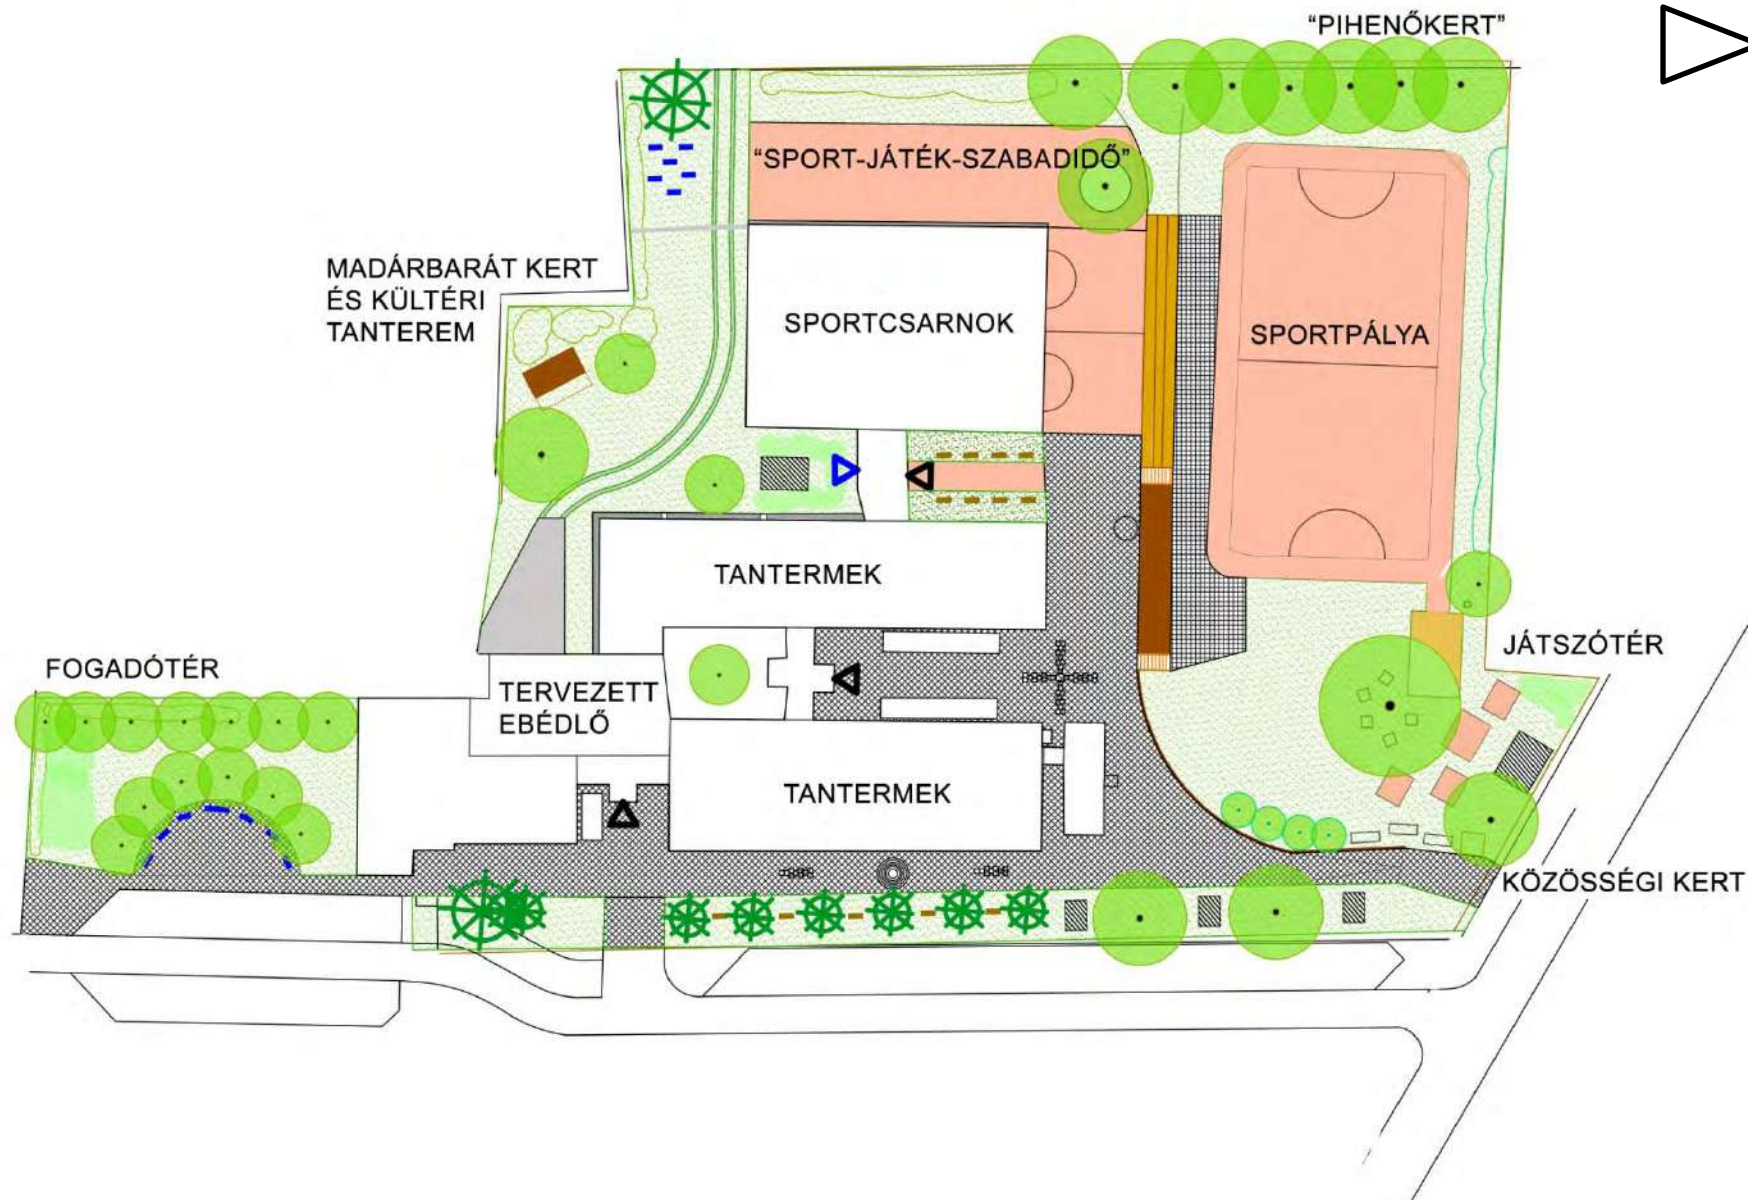 “PIHENŐKERT”
“SPORT-JÁTÉK-SZABADIDŐ”
MADÁRBARÁT KERT
ÉS KÜLTÉRI
TANTEREM
SPORTCSARNOK
SPORTPÁLYA
TANTERMEK
FOGADÓTÉR
TERVEZETT
EBÉDLŐ
JÁTSZÓTÉR
TANTERMEK
KÖZÖSSÉGI KERT